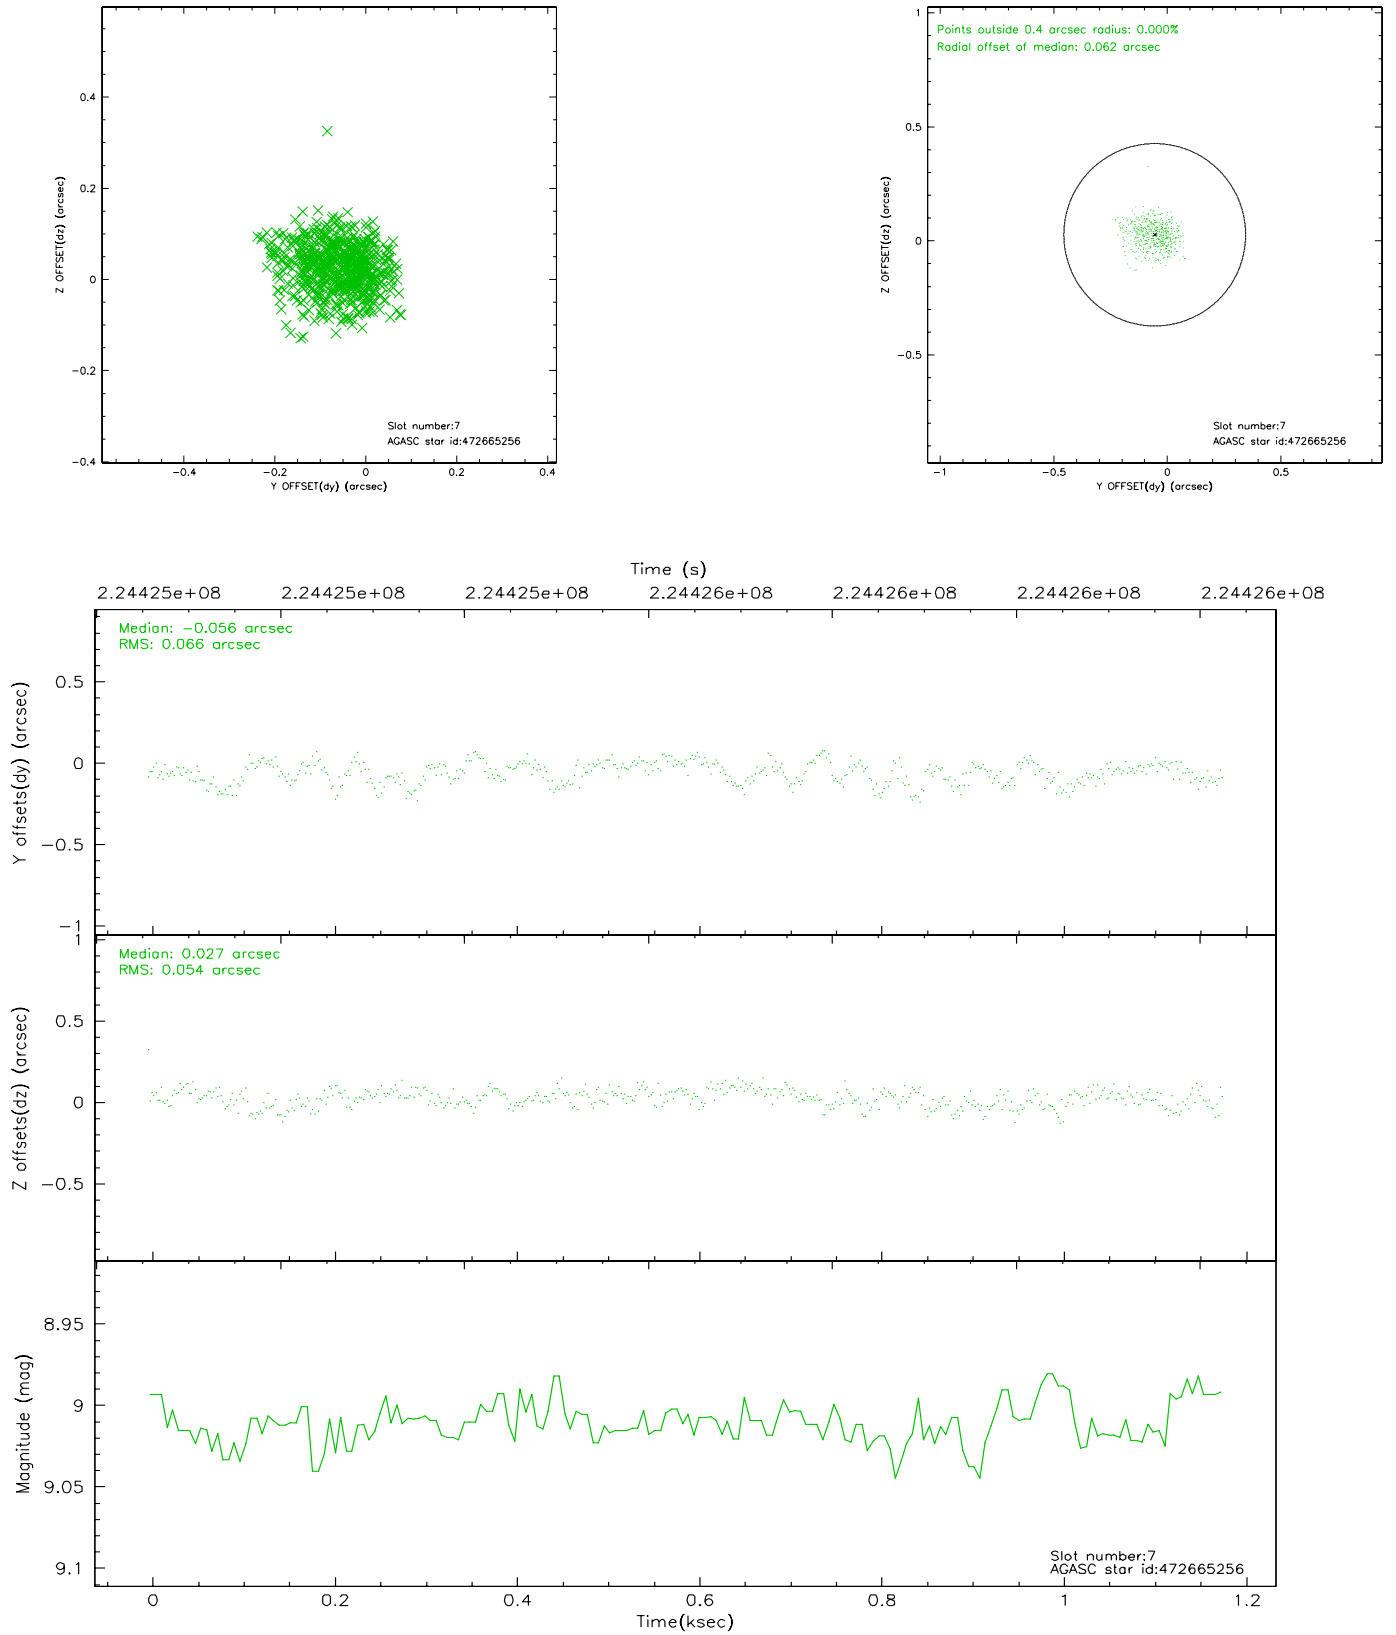 0.4
0.2
0
−0.2
−0.4
Z OFFSET(dz) (arcsec)
Slot number:7
AGASC star id:472665256
−0.4
−0.2
0
0.2
0.4
Y OFFSET(dy) (arcsec)
Points outside 0.4 arcsec radius: 0.000%
Radial offset of median: 0.062 arcsec
1
0.5
0
−0.5
Z OFFSET(dz) (arcsec)
Slot number:7
AGASC star id:472665256
−1
−0.5
0
0.5
Y OFFSET(dy) (arcsec)
Time (s)
2.24425e+08
2.24425e+08
2.24425e+08
2.24426e+08
2.24426e+08
2.24426e+08
2.24426e+08
Median: −0.056 arcsec
RMS: 0.066 arcsec
0.5
0
−0.5
−1
Y offsets(dy) (arcsec)
Median: 0.027 arcsec
RMS: 0.054 arcsec
1
0.5
0
−0.5
Z offsets(dz) (arcsec)
8.95
9
9.05
9.1
Magnitude (mag)
Slot number:7
AGASC star id:472665256
0
0.2
0.4
0.6
0.8
1
1.2
Time(ksec)